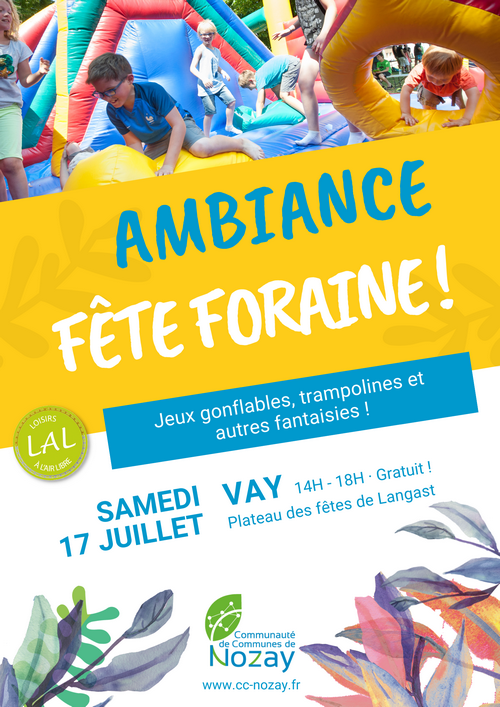 AMBIANCE
FÊTE FORAINE !
Jeux gonflables, trampolines et
autres fantaisies !
LOISIRS
LAL
À L'AIR LIBRE
SAMEDI
17 JUILLET
VAY 14H - 18H · Gratuit !
Plateau des fêtes de Langast
Communauté
de Communes de
Nozay
www.cc-nozay.fr